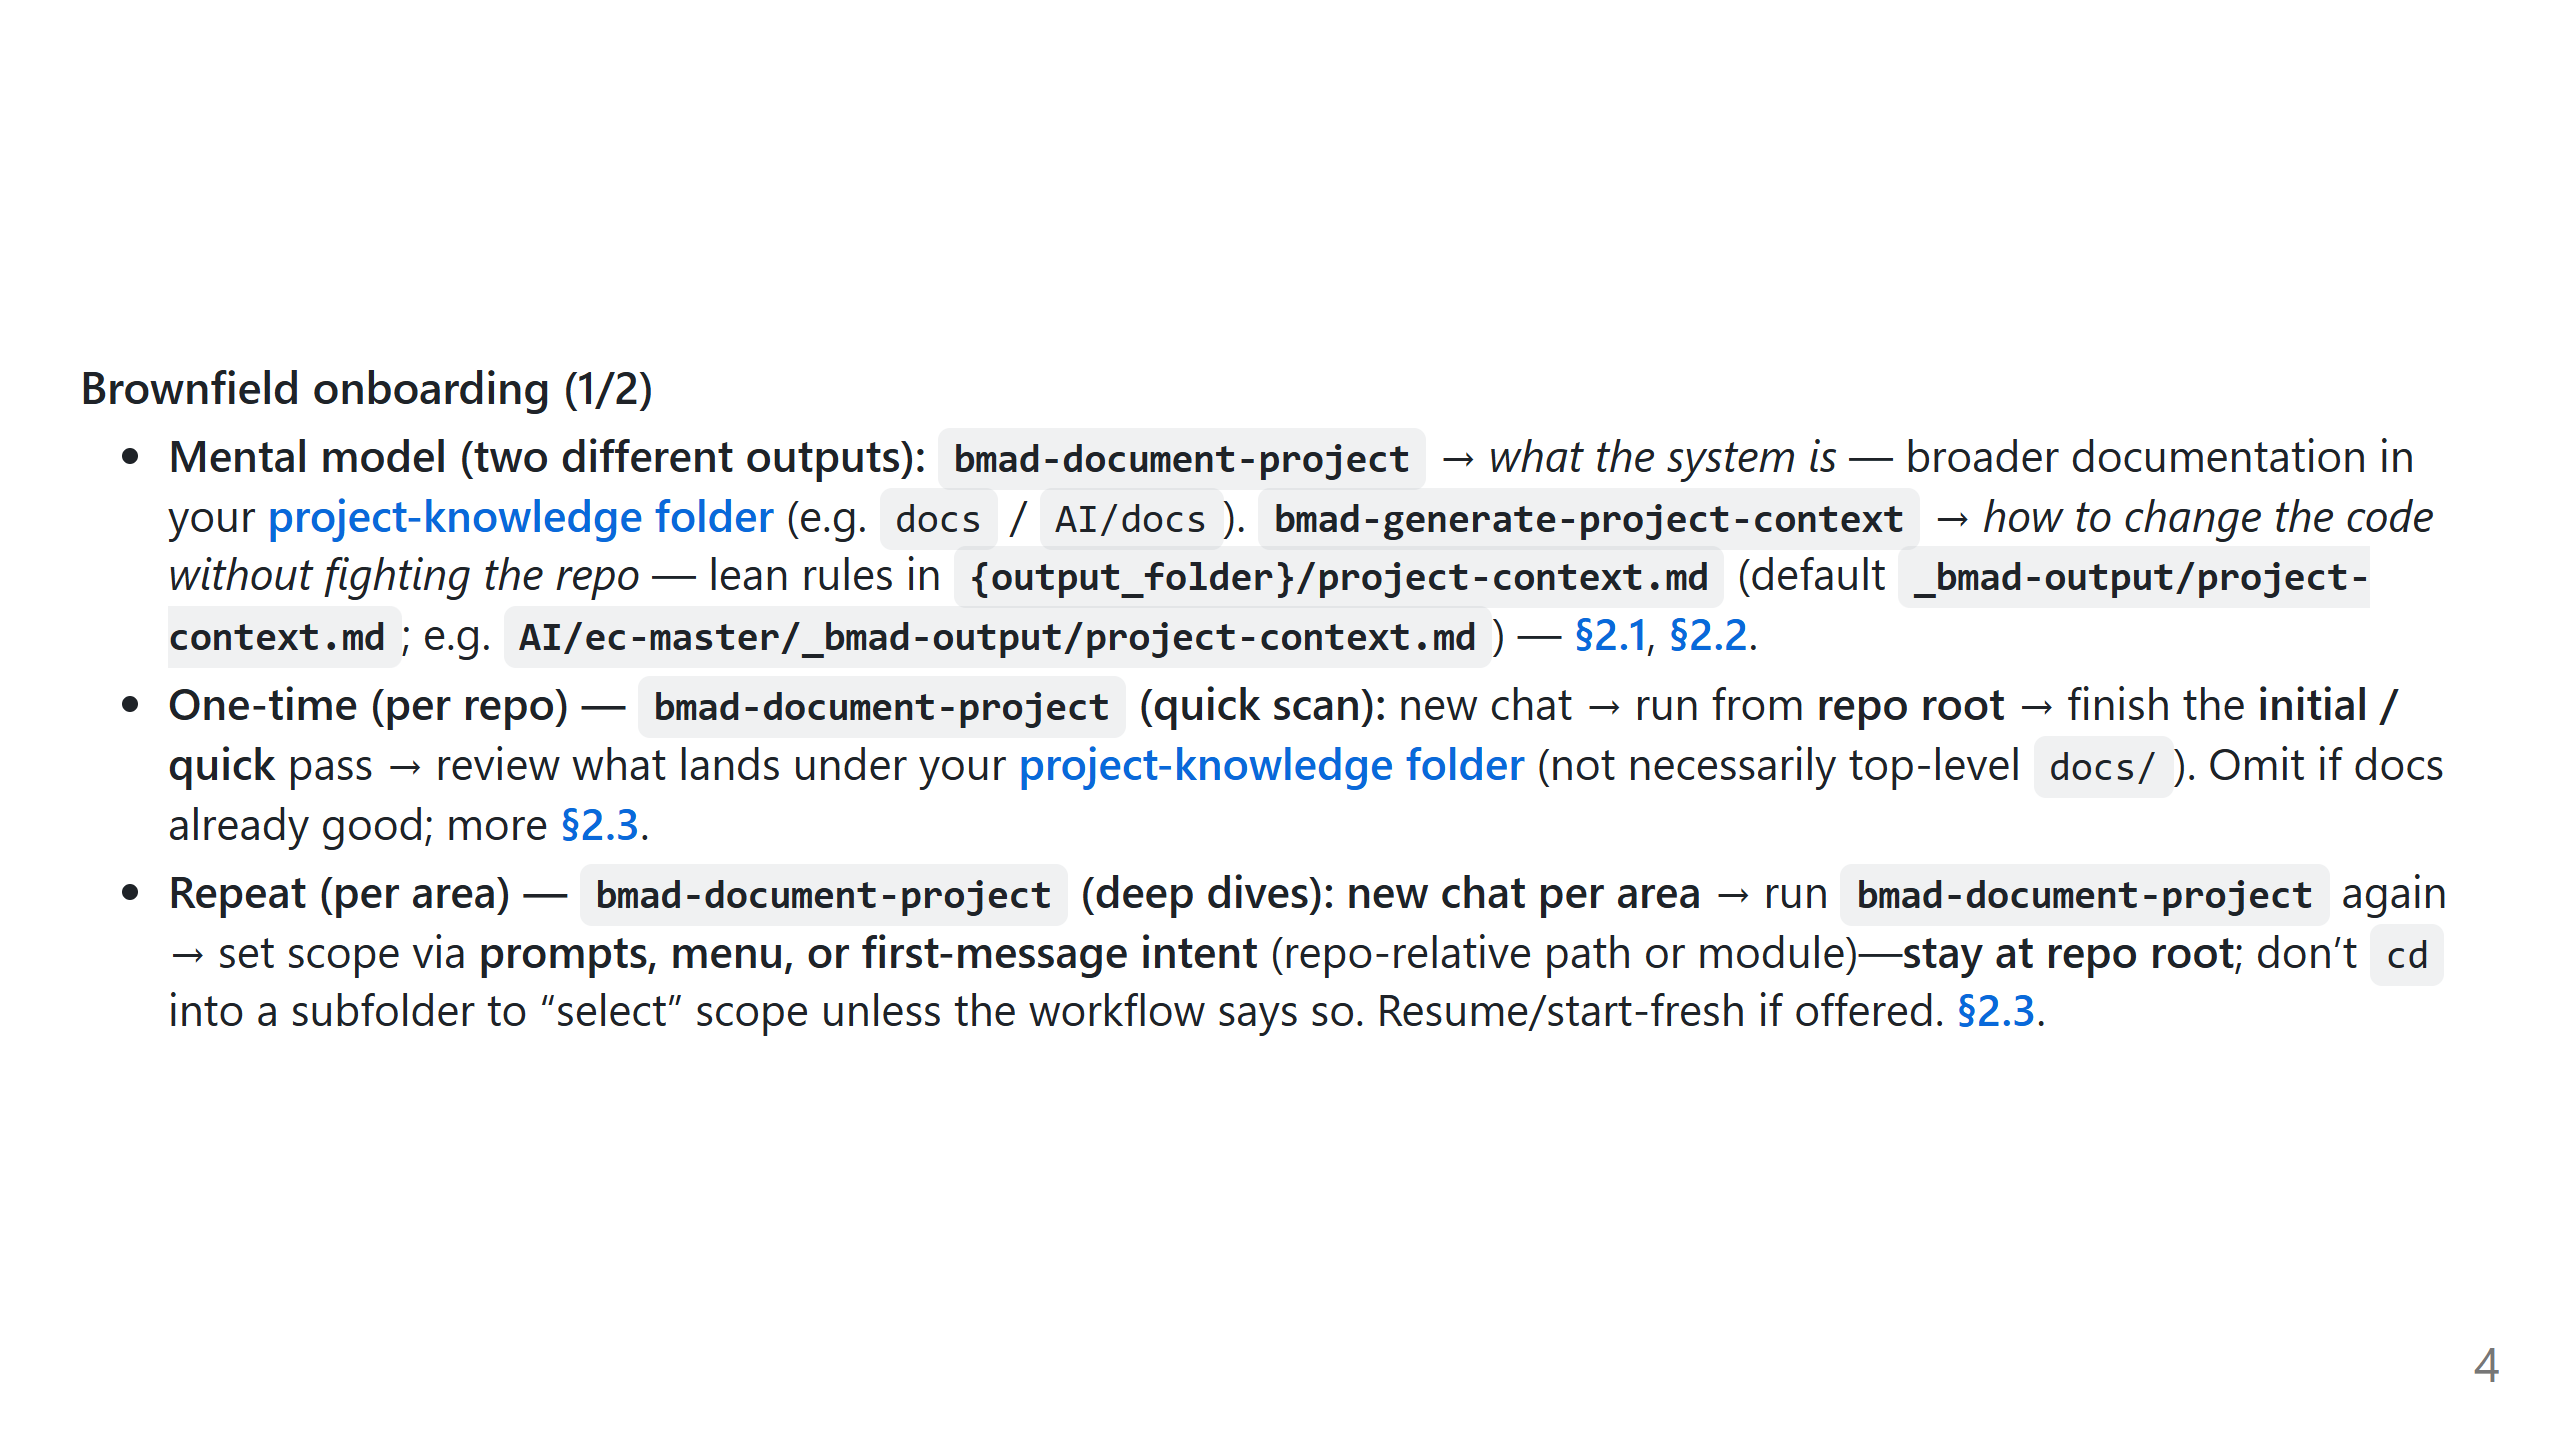 Brownfield onboarding (1/2)
• Mental model (two different outputs): bmad-document-project → what the system is — broader documentation in
your project-knowledge folder (e.g. docs / AI/docs ). bmad-generate-project-context → how to change the code
without fighting the repo — lean rules in {output_folder}/project-context.md (default _bmad-output/project-
context.md ; e.g. AI/ec-master/_bmad-output/project-context.md ) — §2.1, §2.2.
• One-time (per repo) — bmad-document-project (quick scan): new chat → run from repo root → finish the initial /
quick pass → review what lands under your project-knowledge folder (not necessarily top-level docs/ ). Omit if docs
already good; more §2.3.
• Repeat (per area) — bmad-document-project (deep dives): new chat per area → run bmad-document-project again
→ set scope via prompts, menu, or first-message intent (repo-relative path or module)—stay at repo root; don’t cd
into a subfolder to “select” scope unless the workflow says so. Resume/start-fresh if offered. §2.3.
4